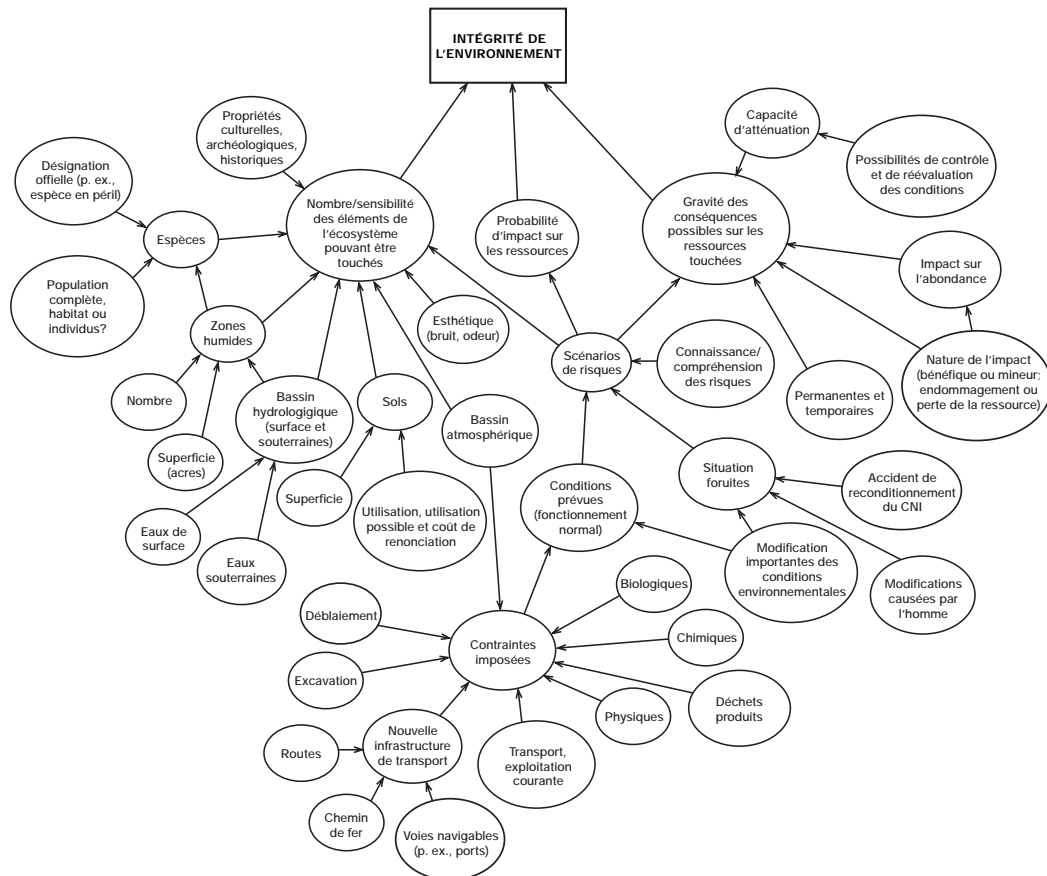 INTÉGRITÉ DE
L'ENVIRONNEMENT
Propriétés
culturelles,
archéologiques,
historiques
Capacité
d'atténuation
Possibilités de contrôle
et de réévaluation
des conditions
Désignation
offielle (p. ex.,
espèce en péril)
Nombre/sensibilité
des éléments de
l'écosystème
pouvant être
touchés
Probabilité
d'impact sur
les ressources
Gravité des
conséquences
possibles sur les
ressources
touchées
Espèces
Impact sur
l'abondance
Population
complète,
habitat ou
individus?
Zones
humides
Esthétique
(bruit, odeur)
Scénarios
de risques
Connaissance/
compréhension
des risques
Permanentes et
temporaires
Nature de l'impact
(bénéfique ou mineur;
endommagement ou
perte de la ressource)
Nombre
Bassin
hydrologigique
(surface et
souterraines)
Sols
Bassin
atmosphérique
Superficie
(acres)
Superficie
Conditions
prévues
(fonctionnement
normal)
Situation
foruites
Accident de
reconditionnement
du CNI
Eaux de
surface
Eaux
souterraines
Utilisation, utilisation
possible et coût de
renonciation
Modification
importantes des
conditions
environnementales
Modifications
causées par
l'homme
Biologiques
Déblaiement
Contraintes
imposées
Chimiques
Excavation
Déchets
produits
Physiques
Routes
Nouvelle
infrastructure
de transport
Transport,
exploitation
courante
Chemin
de fer
Voies navigables
(p. ex., ports)